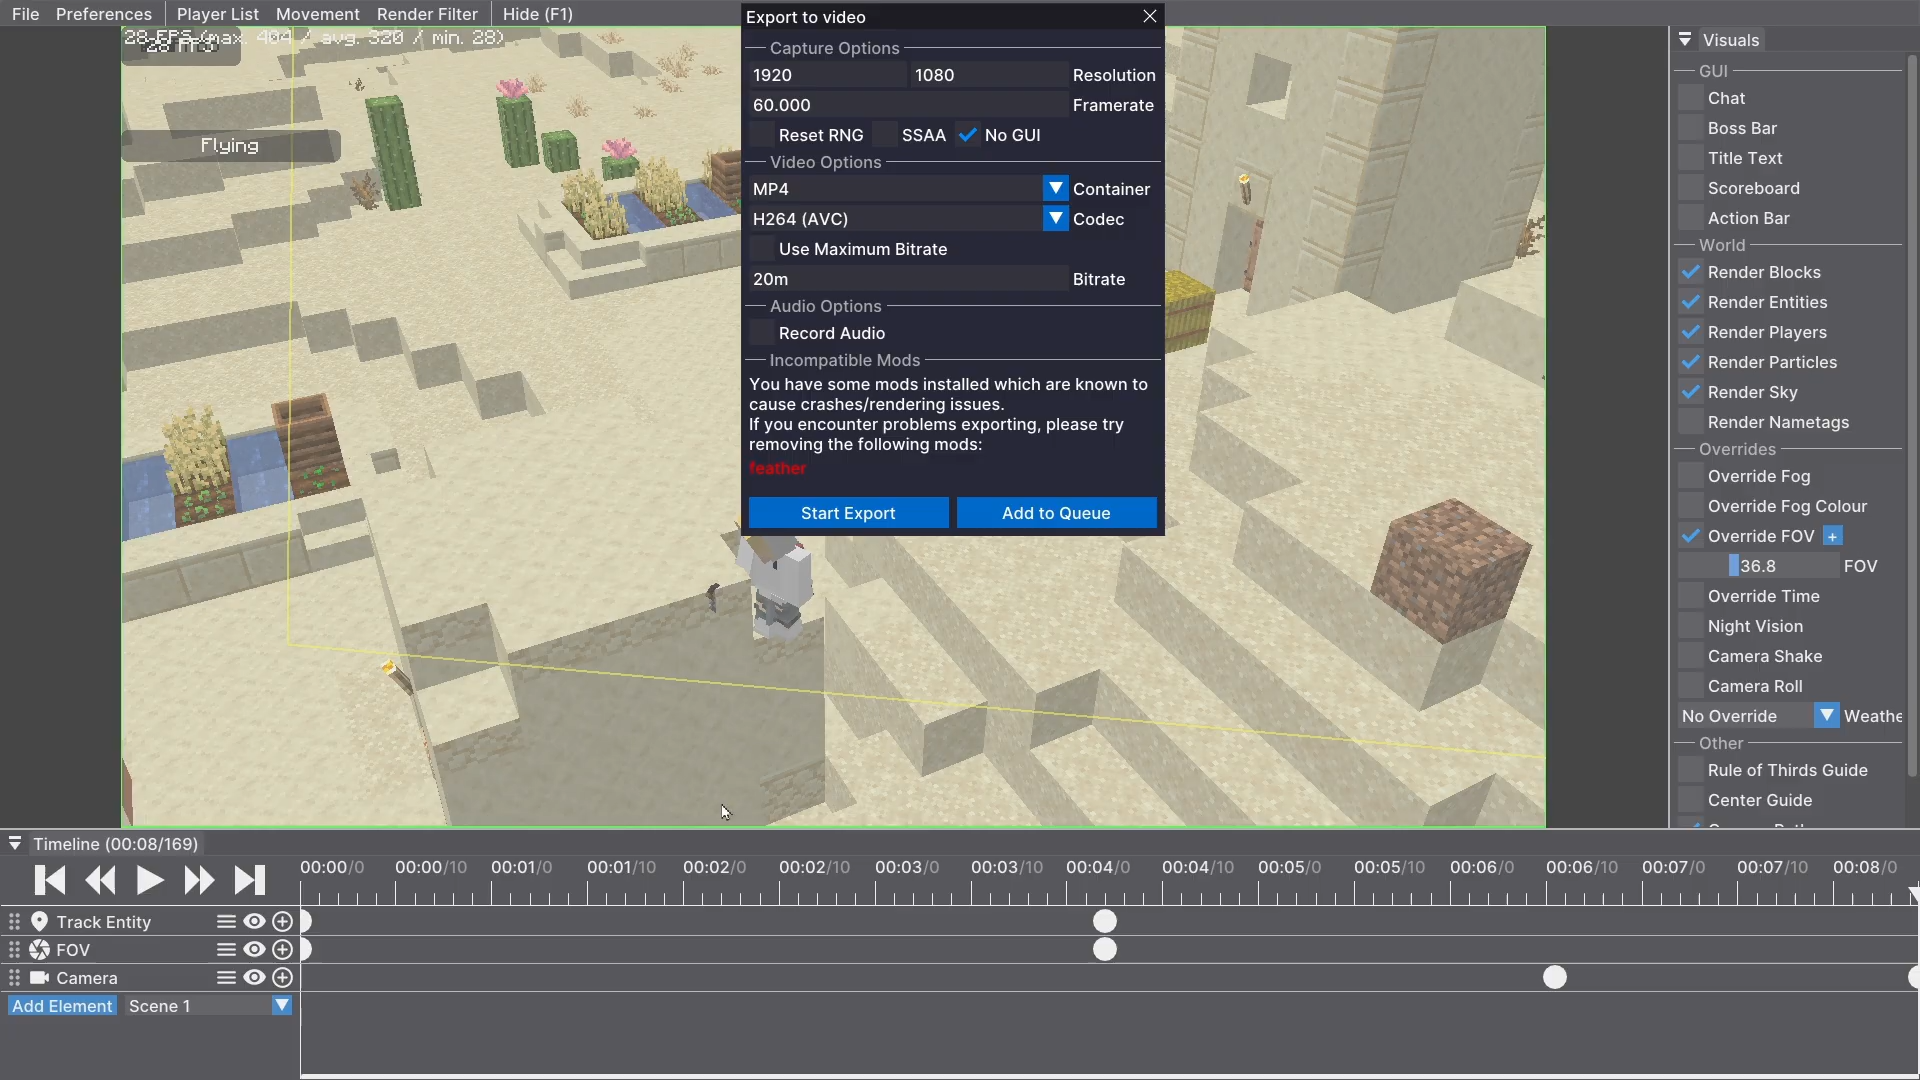 File Preferences Player List Movement Render Filter Hide (F1)
28 FPS (max. 404 / avg. 320 / min. 28)
Flying
Export to video
Capture Options
1920 1080 Resolution
60.000 Framerate
Reset RNG SSAA No GUI
Video Options
MP4 Container
H264 (AVC) Codec
Use Maximum Bitrate
20m Bitrate
Audio Options
Record Audio
Incompatible Mods
You have some mods installed which are known to
cause crashes/rendering issues.
If you encounter problems exporting, please try
removing the following mods:
feather
Start Export Add to Queue
Visuals
GUI
Chat
Boss Bar
Title Text
Scoreboard
Action Bar
World
Render Blocks
Render Entities
Render Players
Render Particles
Render Sky
Render Nametags
Overrides
Override Fog
Override Fog Colour
Override FOV +
36.8 FOV
Override Time
Night Vision
Camera Shake
Camera Roll
No Override Weathe
Other
Rule of Thirds Guide
Center Guide
Timeline (00:08/169)
00:00/0 00:00/10 00:01/0 00:01/10 00:02/0 00:02/10 00:03/0 00:03/10 00:04/0 00:04/10 00:05/0 00:05/10 00:06/0 00:06/10 00:07/0 00:07/10 00:08/0
Track Entity
FOV
Camera
Add Element Scene 1